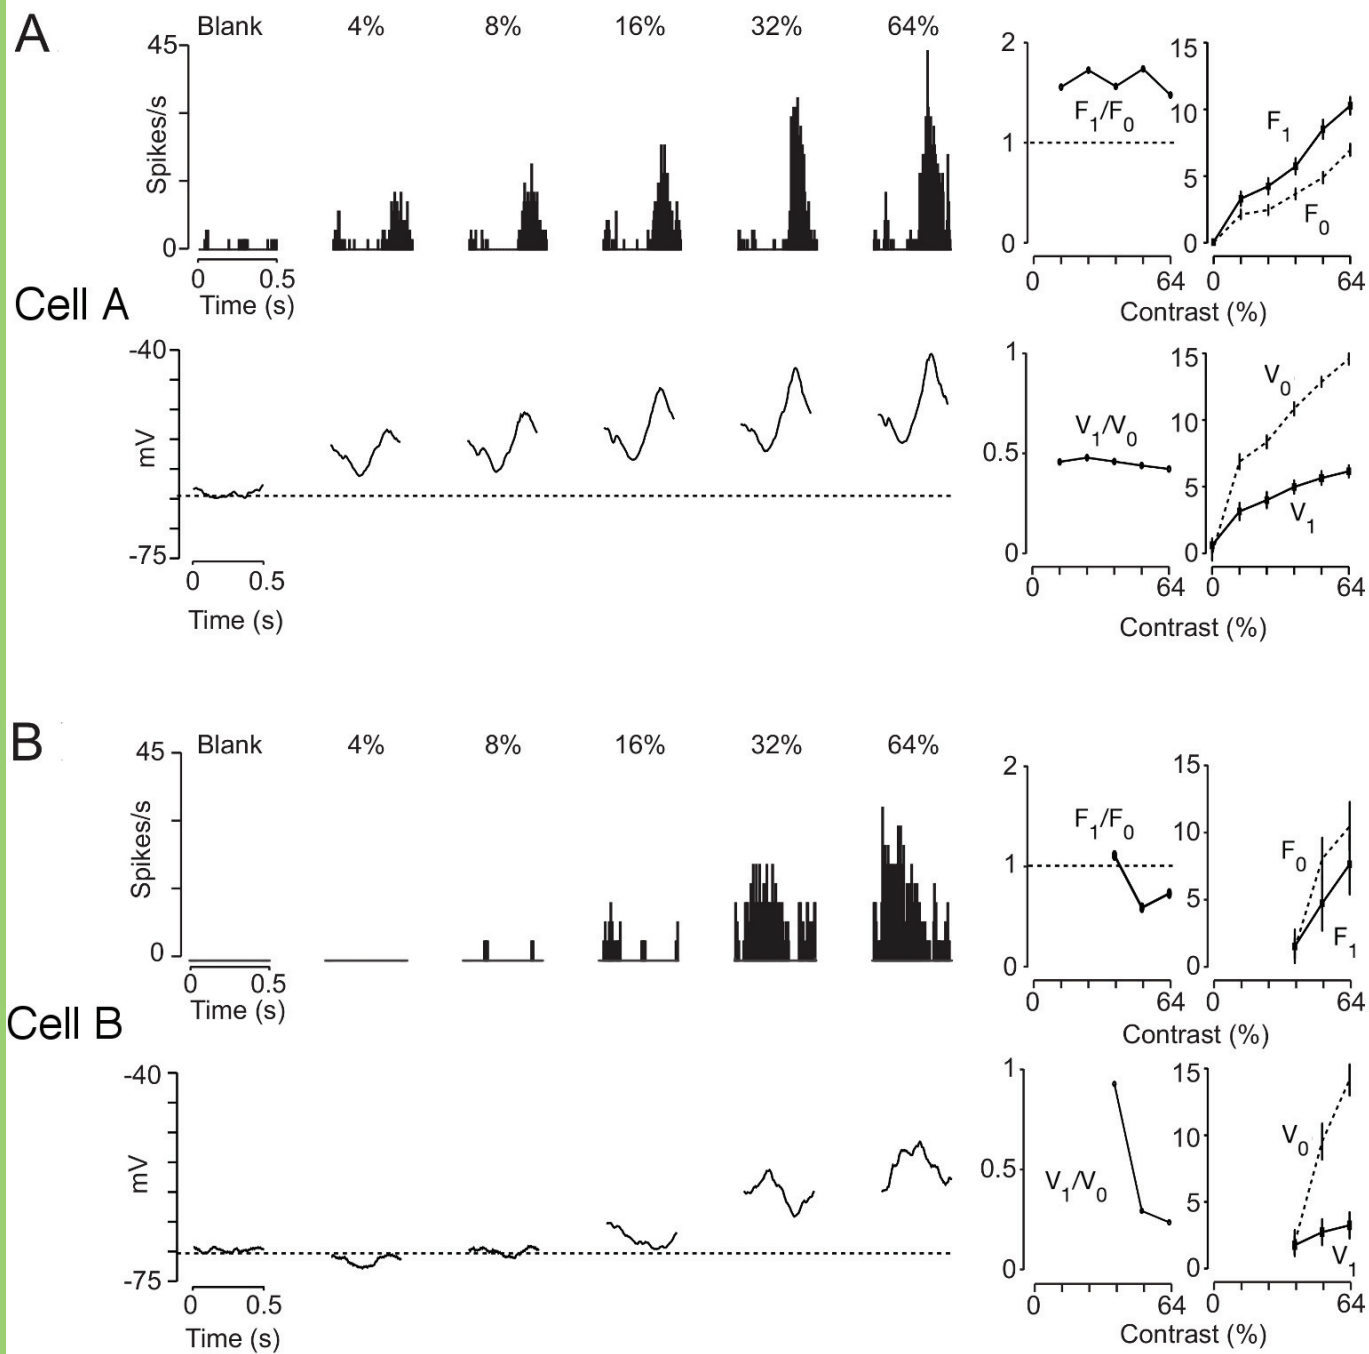 A
Blank 4% 8% 16% 32% 64%
45
Spikes/s
0
0 0.5
Time (s)
2
F1/F0
1
0
0 64
15
10
F1
5
F0
0
0 64
Contrast (%)
Cell A
-40
mV
-75
0 0.5
Time (s)
1
V1/V0
0.5
0
0 64
15
V0
10
5
V1
0
0 64
Contrast (%)
B
Blank 4% 8% 16% 32% 64%
45
Spikes/s
0
0 0.5
Time (s)
2
F1/F0
1
0
0 64
15
10
F0
5
F1
0
0 64
Contrast (%)
Cell B
-40
mV
-75
0 0.5
Time (s)
1
0.5
V1/V0
0
0 64
15
V0
10
5
V1
0
0 64
Contrast (%)